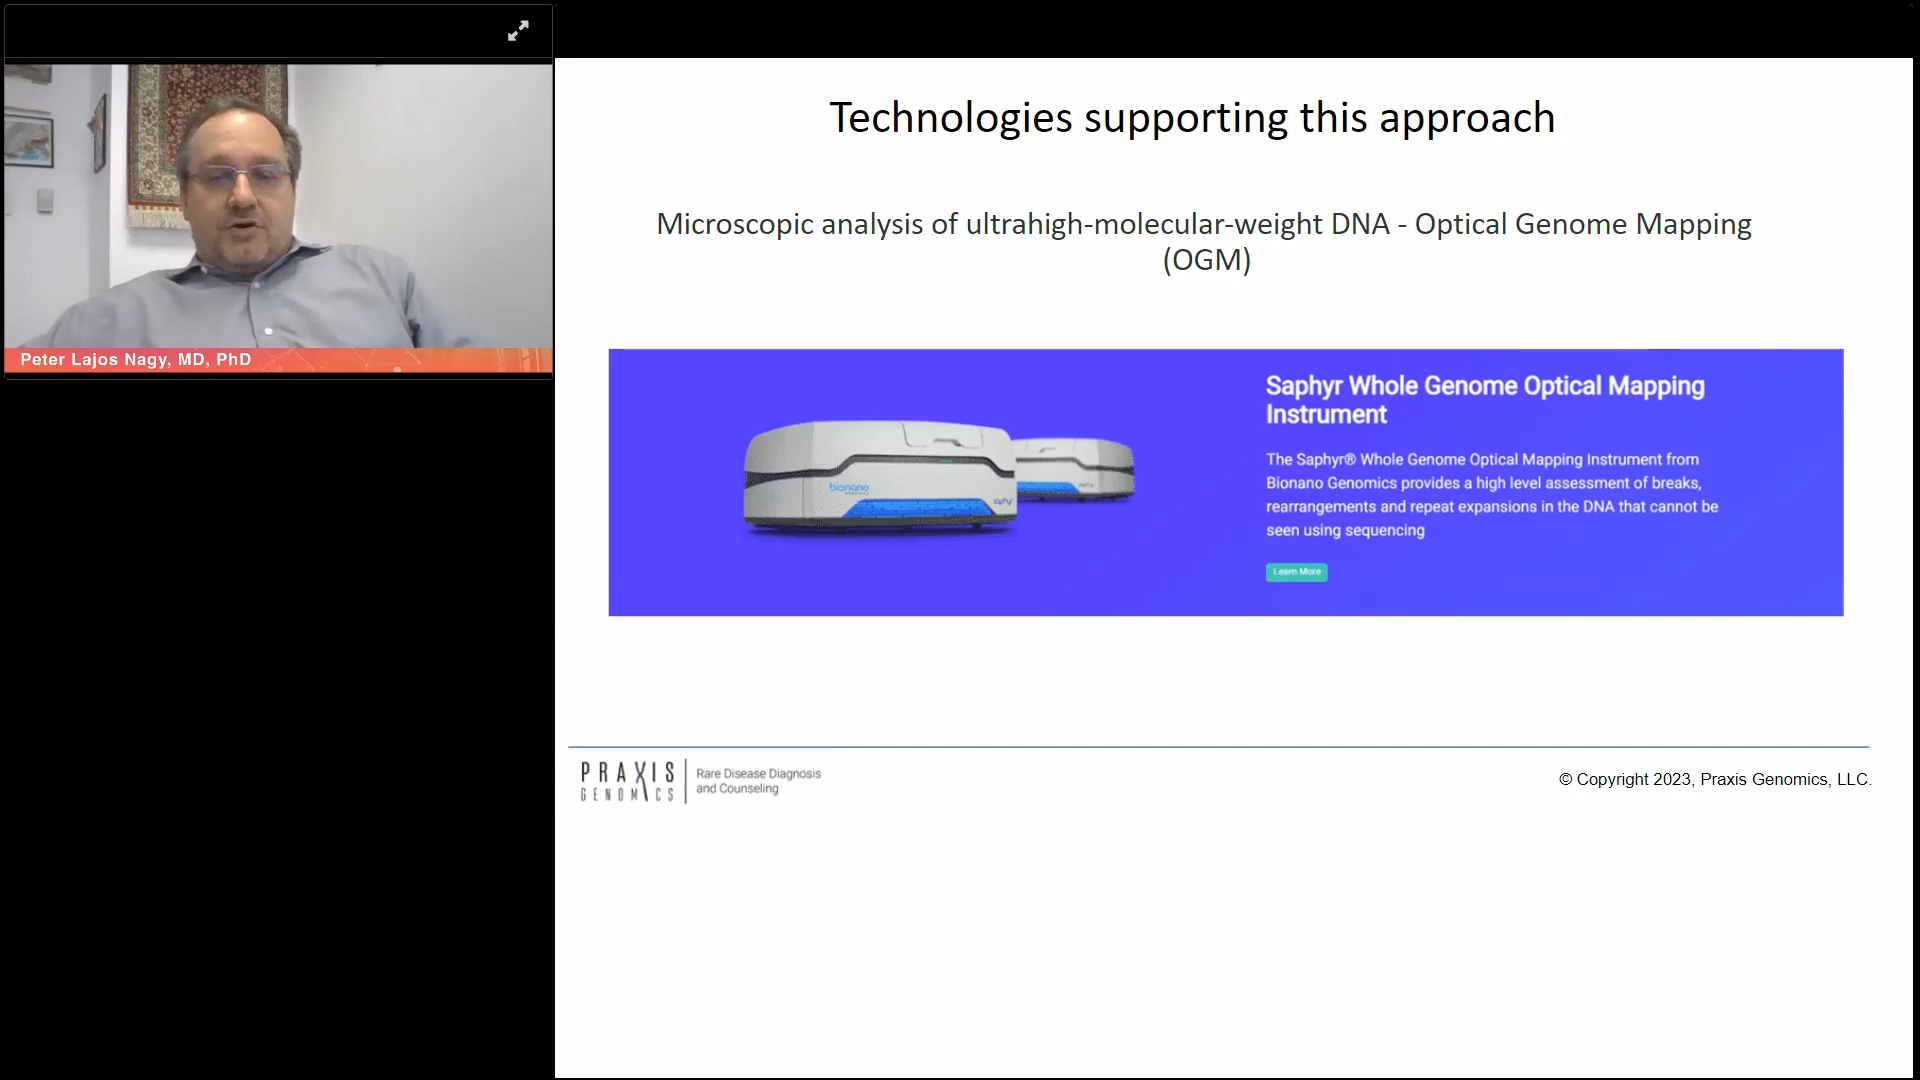 Peter Lajos Nagy, MD, PhD
Technologies supporting this approach
Microscopic analysis of ultrahigh-molecular-weight DNA - Optical Genome Mapping
(OGM)
bionano
Saphyr Whole Genome Optical Mapping
Instrument
The Saphyr® Whole Genome Optical Mapping Instrument from
Bionano Genomics provides a high level assessment of breaks,
rearrangements and repeat expansions in the DNA that cannot be
seen using sequencing
Learn More
PRAXIS
GENOMICS
Rare Disease Diagnosis
and Counseling
© Copyright 2023, Praxis Genomics, LLC.